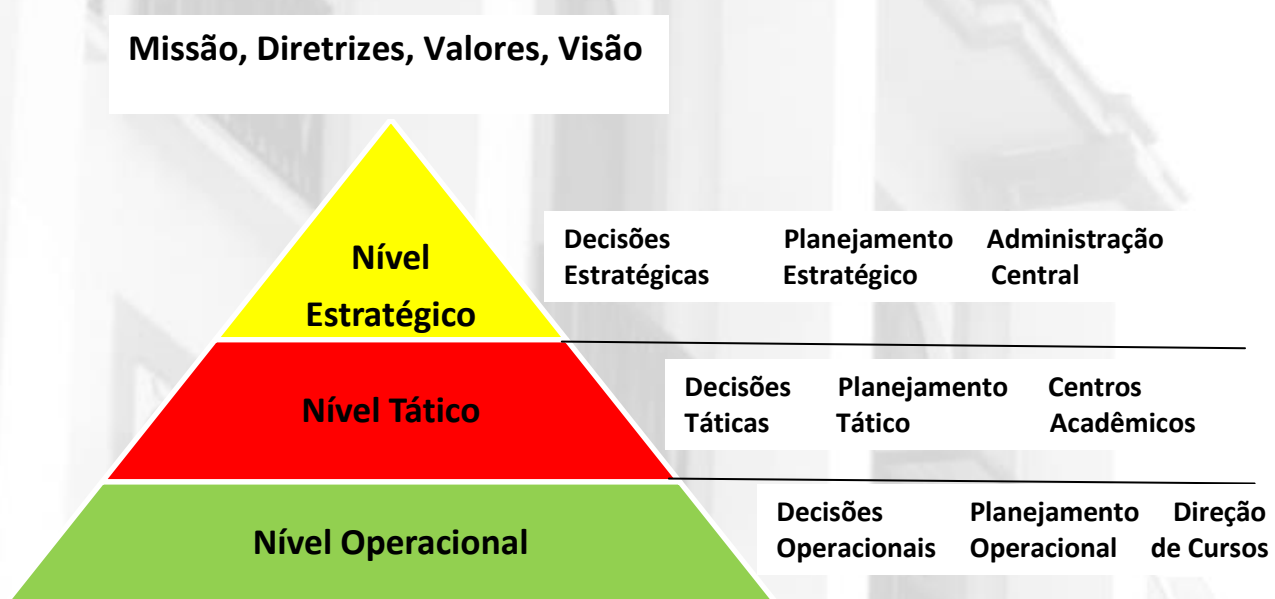 Missão, Diretrizes, Valores, Visão
Nível
Estratégico
Decisões Planejamento Administração
Estratégicas Estratégico Central
Nível Tático
Decisões Planejamento Centros
Táticas Tático Acadêmicos
Nível Operacional
Decisões Planejamento Direção
Operacionais Operacional de Cursos